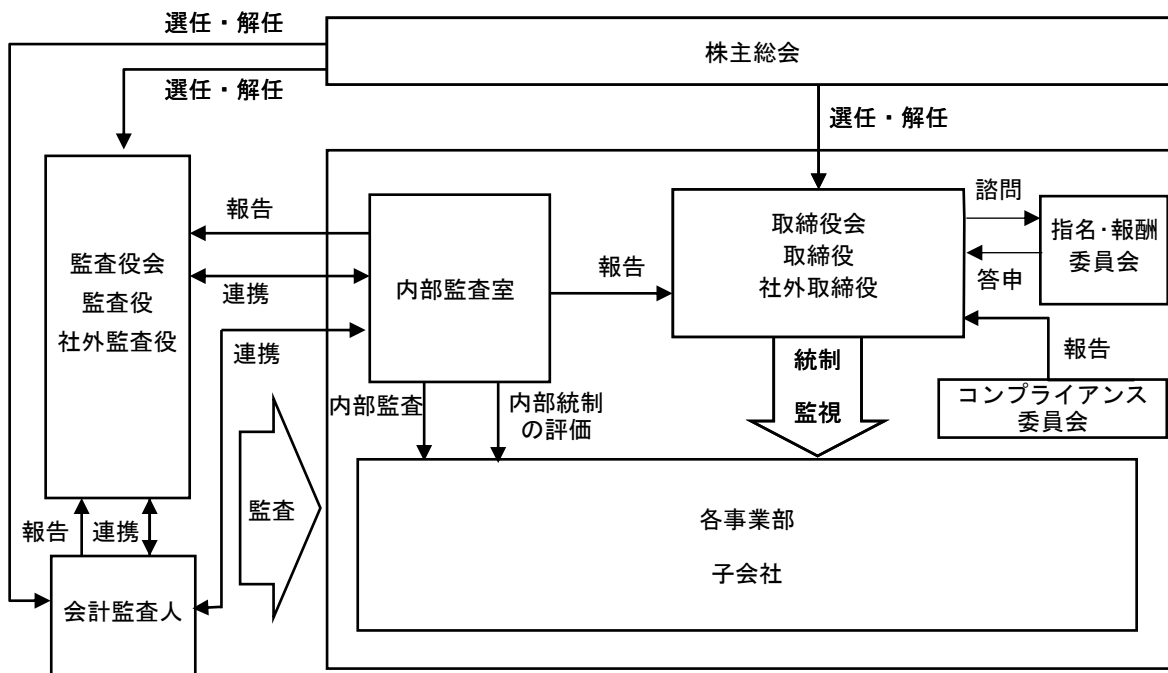 選任・解任
株主総会
選任・解任
選任・解任
監査役会
監査役
社外監査役
報告
連携
連携
内部監査室
報告
取締役会
取締役
社外取締役
諮問
答申
指名・報酬
委員会
報告
コンプライアンス
委員会
統制
監視
内部監査
内部統制
の評価
監査
各事業部
子会社
報告
連携
会計監査人